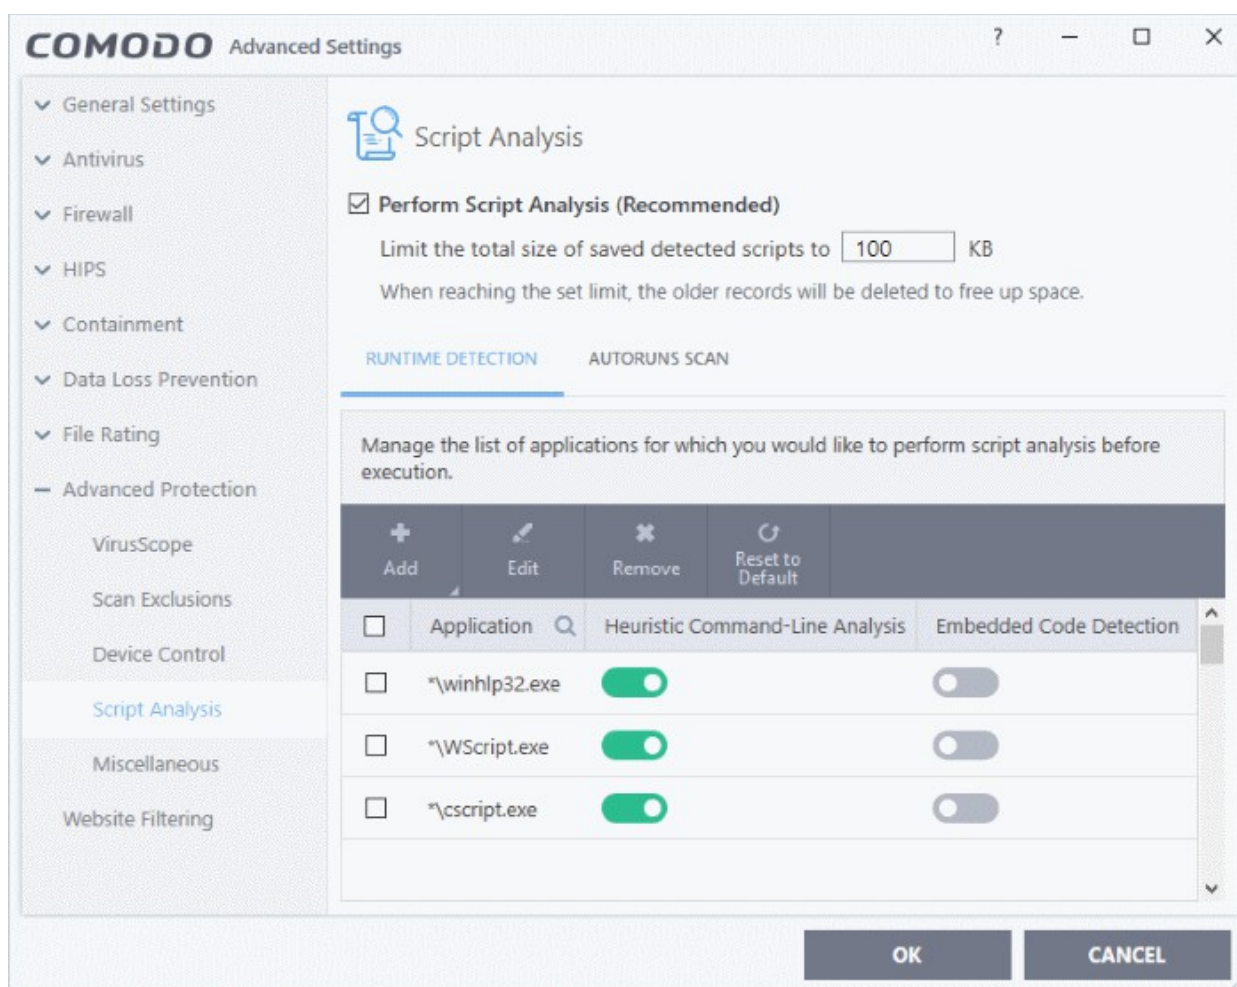 COMODO Advanced Settings ?
General Settings
Antivirus
Firewall
HIPS
Containment
Data Loss Prevention
File Rating
Advanced Protection
VirusScope
Scan Exclusions
Device Control
Script Analysis
Miscellaneous
Website Filtering
Script Analysis
Perform Script Analysis (Recommended)
Limit the total size of saved detected scripts to 100 KB
When reaching the set limit, the older records will be deleted to free up space.
RUNTIME DETECTION AUTORUNS SCAN
Manage the list of applications for which you would like to perform script analysis before
execution.
Add Edit Remove Reset to
Default
Application Heuristic Command-Line Analysis Embedded Code Detection
*\winhlp32.exe
*\WScript.exe
*\cscript.exe
OK CANCEL